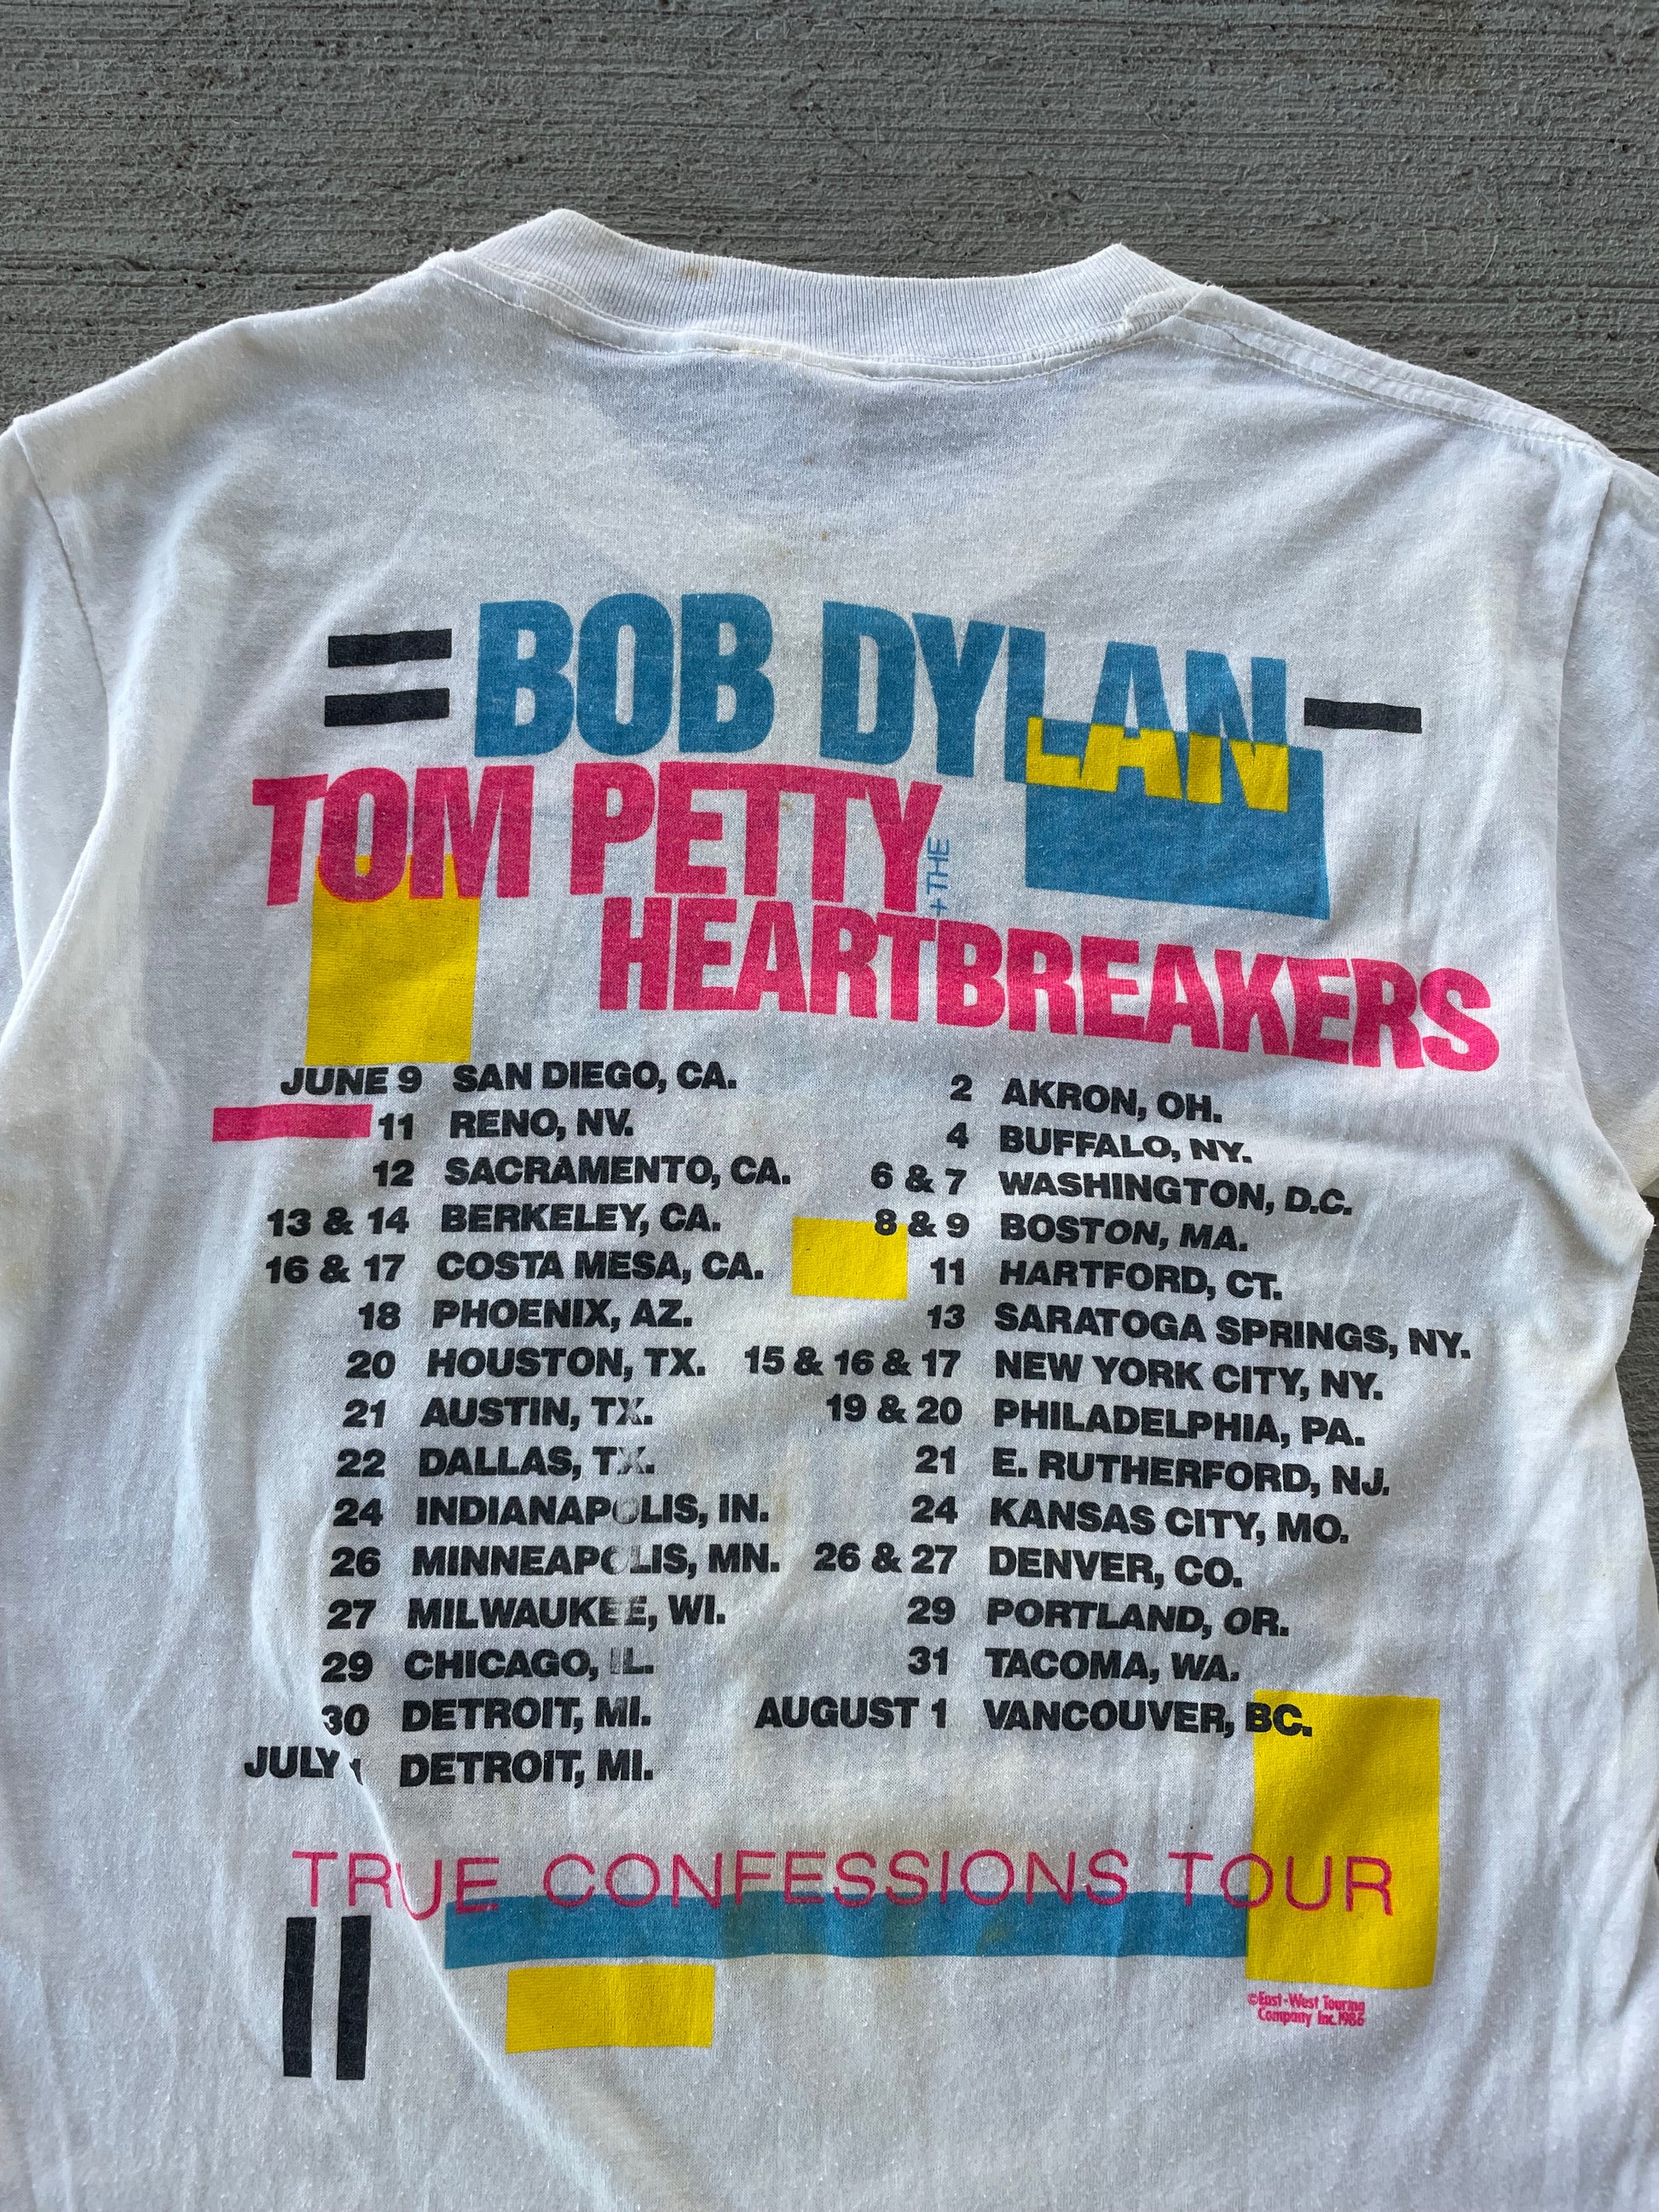 BOB DYLAN
TOM PETTY + THE
HEARTBREAKERS
JUNE 9 SAN DIEGO, CA.
11 RENO, NV.
12 SACRAMENTO, CA.
13 & 14 BERKELEY, CA.
16 & 17 COSTA MESA, CA.
18 PHOENIX, AZ.
20 HOUSTON, TX.
21 AUSTIN, TX.
22 DALLAS, TX.
24 INDIANAPOLIS, IN.
26 MINNEAPOLIS, MN.
27 MILWAUKEE, WI.
29 CHICAGO, IL.
30 DETROIT, MI.
JULY 1 DETROIT, MI.
2 AKRON, OH.
4 BUFFALO, NY.
6 & 7 WASHINGTON, D.C.
8 & 9 BOSTON, MA.
11 HARTFORD, CT.
13 SARATOGA SPRINGS, NY.
15 & 16 & 17 NEW YORK CITY, NY.
19 & 20 PHILADELPHIA, PA.
21 E. RUTHERFORD, NJ.
24 KANSAS CITY, MO.
26 & 27 DENVER, CO.
29 PORTLAND, OR.
31 TACOMA, WA.
AUGUST 1 VANCOUVER, BC.
TRUE CONFESSIONS TOUR
©East-West Touring
Company Inc. 1986